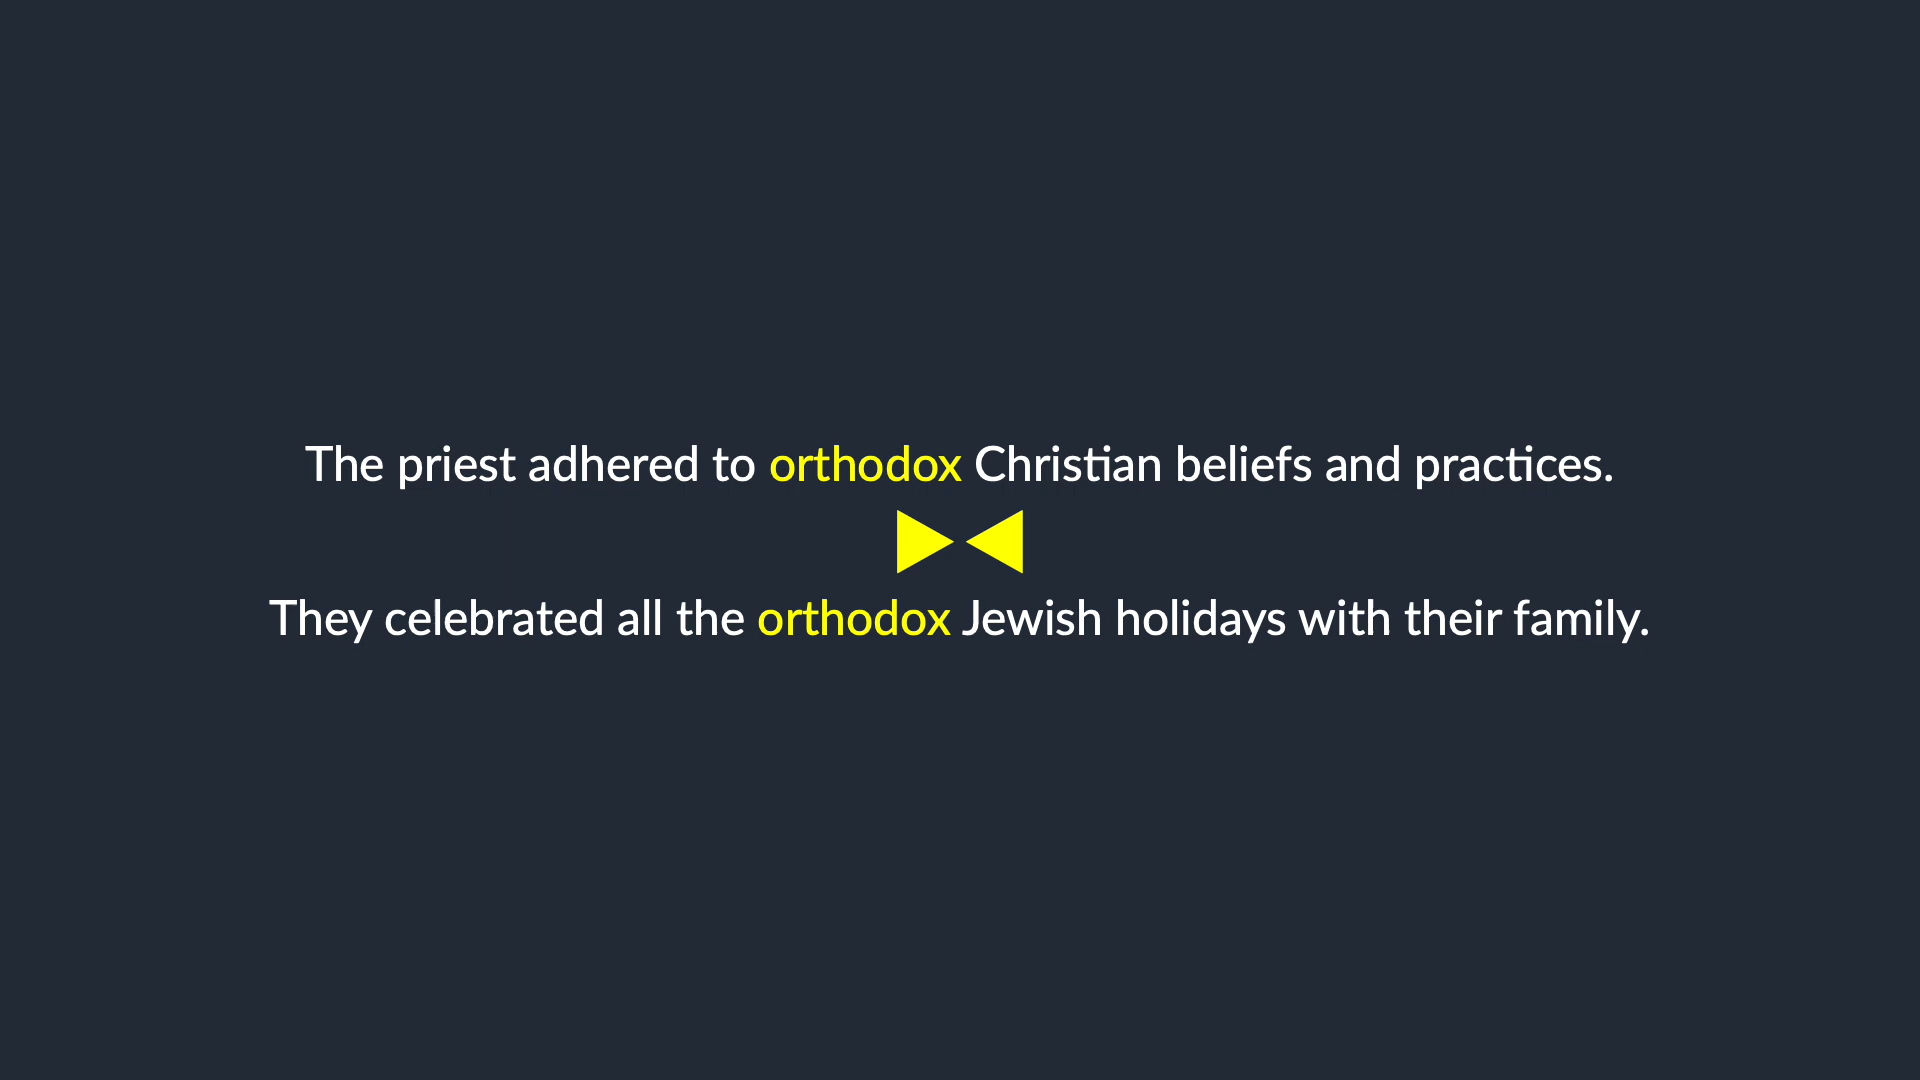 The priest adhered to orthodox Christian beliefs and practices.
They celebrated all the orthodox Jewish holidays with their family.